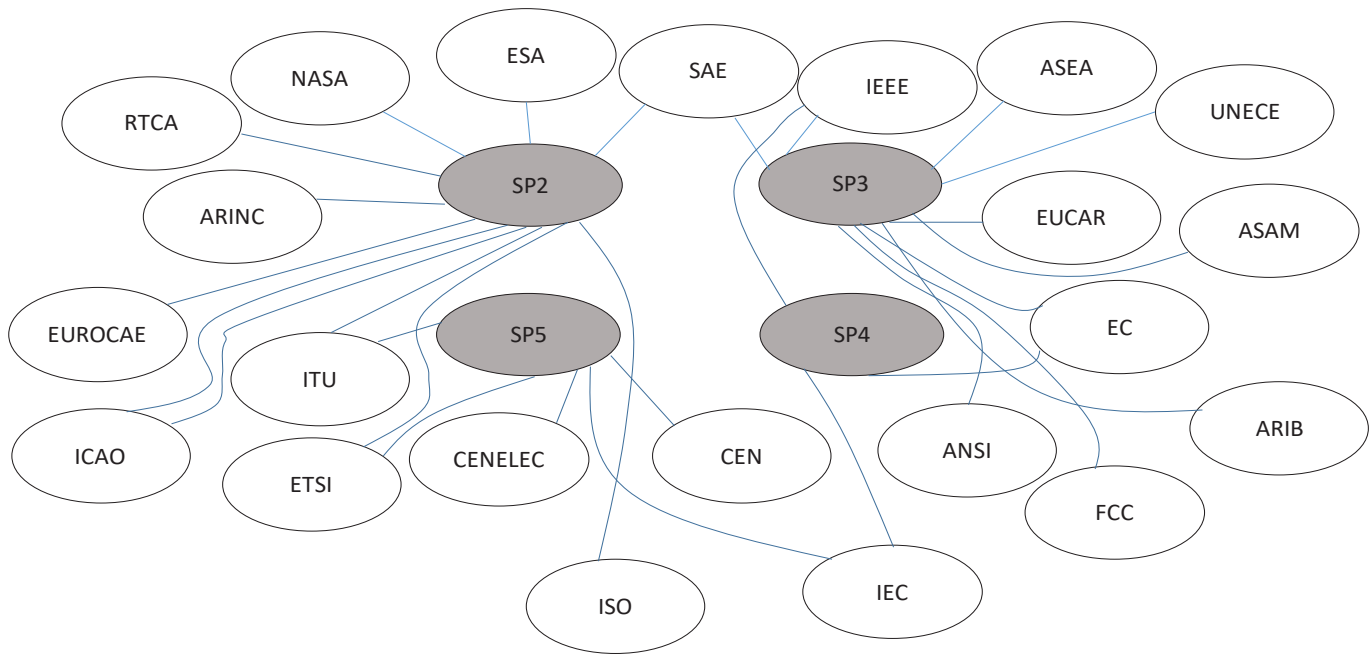 ESA
SAE
ASEA
NASA
IEEE
UNECE
RTCA
SP2
SP3
ARINC
EUCAR
ASAM
EUROCAE
SP5
SP4
EC
ITU
ICAO
ETSI
CENELEC
CEN
ANSI
ARIB
FCC
ISO
IEC